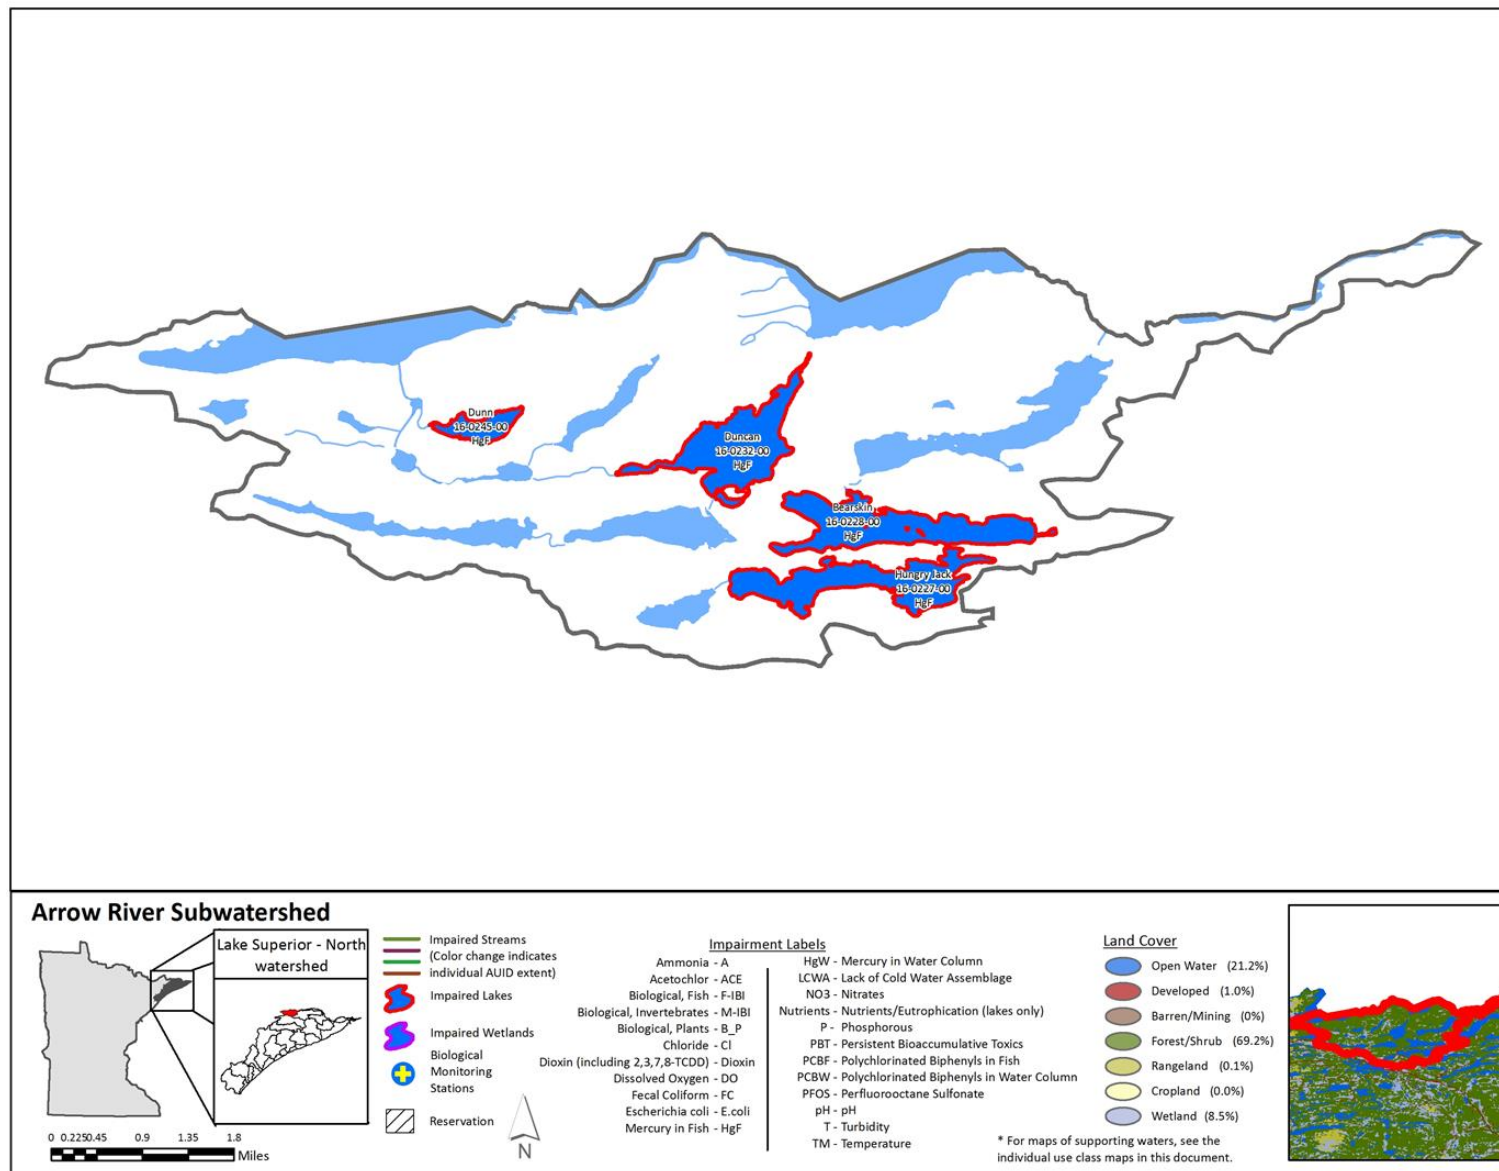 Dunn
16-0245-00
HgF
Duncan
16-0232-00
HgF
Bearskin
16-0228-00
HgF
Hungry Jack
16-0227-00
HgF
Arrow River Subwatershed
Lake Superior - North
watershed
0 0.225 0.45 0.9 1.35 1.8
Miles
Impaired Streams
(Color change indicates
individual AUID extent)
Impaired Lakes
Impaired Wetlands
Biological
Monitoring
Stations
Reservation
N
Impairment Labels
Ammonia - A
Acetochlor - ACE
Biological, Fish - F-IBI
Biological, Invertebrates - M-IBI
Biological, Plants - B_P
Chloride - Cl
Dioxin (including 2,3,7,8-TCDD) - Dioxin
Dissolved Oxygen - DO
Fecal Coliform - FC
Escherichia coli - E.coli
Mercury in Fish - HgF
HgW - Mercury in Water Column
LCWA - Lack of Cold Water Assemblage
NO3 - Nitrates
Nutrients - Nutrients/Eutrophication (lakes only)
P - Phosphorous
PBT - Persistent Bioaccumulative Toxics
PCBF - Polychlorinated Biphenyls in Fish
PCBW - Polychlorinated Biphenyls in Water Column
PFOS - Perfluorooctane Sulfonate
pH - pH
T - Turbidity
TM - Temperature
Land Cover
Open Water (21.2%)
Developed (1.0%)
Barren/Mining (0%)
Forest/Shrub (69.2%)
Rangeland (0.1%)
Cropland (0.0%)
Wetland (8.5%)
* For maps of supporting waters, see the
individual use class maps in this document.